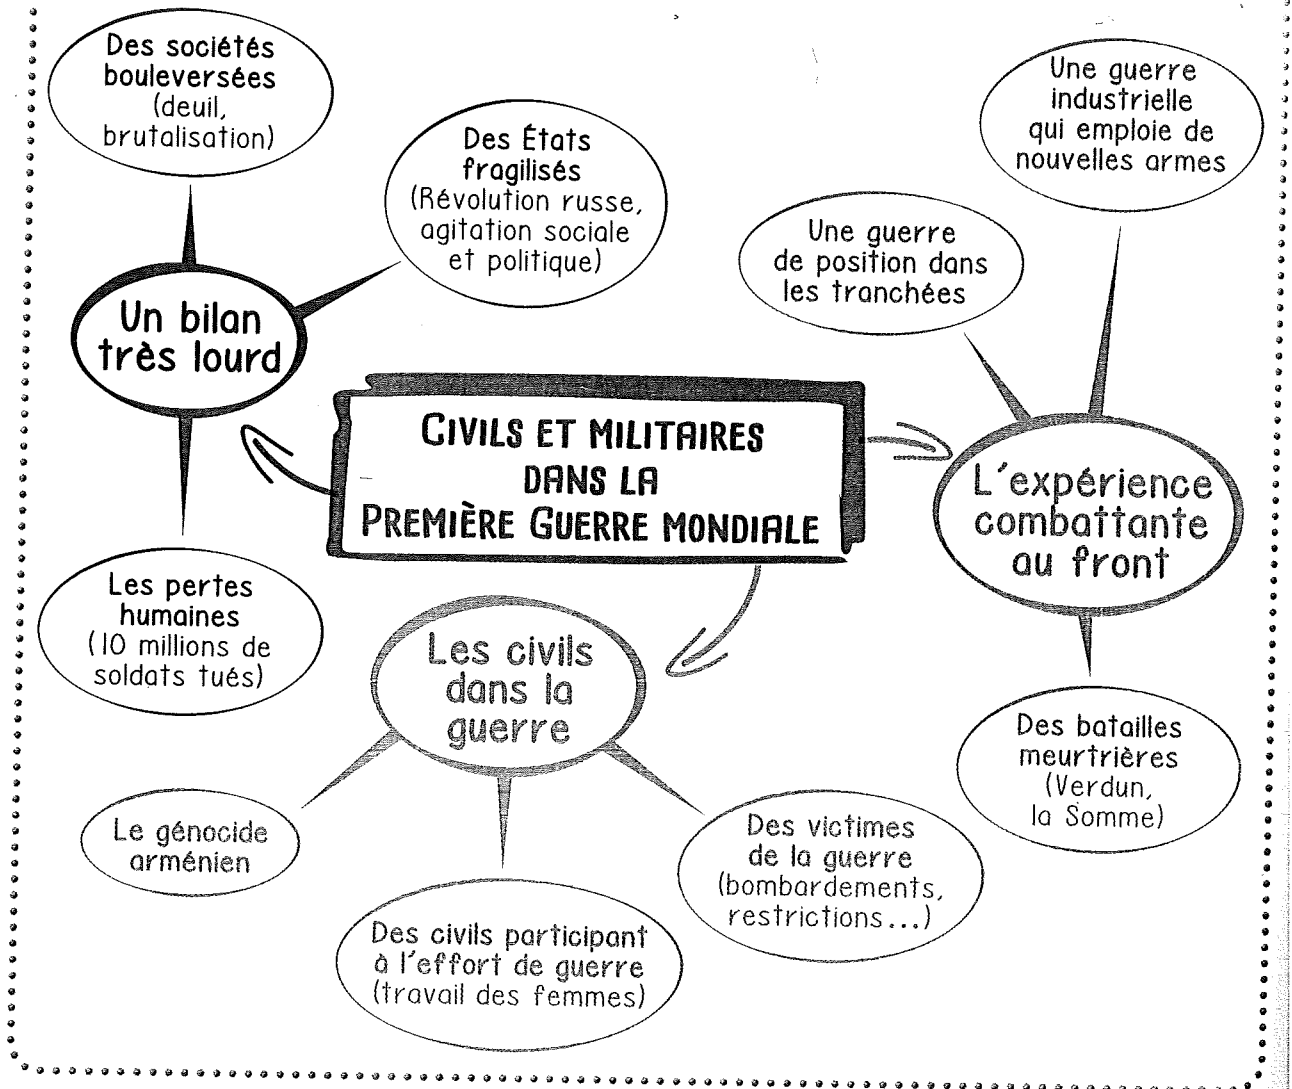 Des sociétés
bouleversées
(deuil,
brutalisation)
Des États
fragilisés
(Révolution russe,
agitation sociale
et politique)
Une guerre
industrielle
qui emploie de
nouvelles armes
Une guerre
de position dans
les tranchées
Un bilan
très lourd
CIVILS ET MILITAIRES
DANS LA
PREMIÈRE GUERRE MONDIALE
L'expérience
combattante
au front
Les pertes
humaines
(10 millions de
soldats tués)
Les civils
dans la
guerre
Des batailles
meurtrières
(Verdun,
la Somme)
Le génocide
arménien
Des victimes
de la guerre
(bombardements,
restrictions...)
Des civils participant
à l'effort de guerre
(travail des femmes)